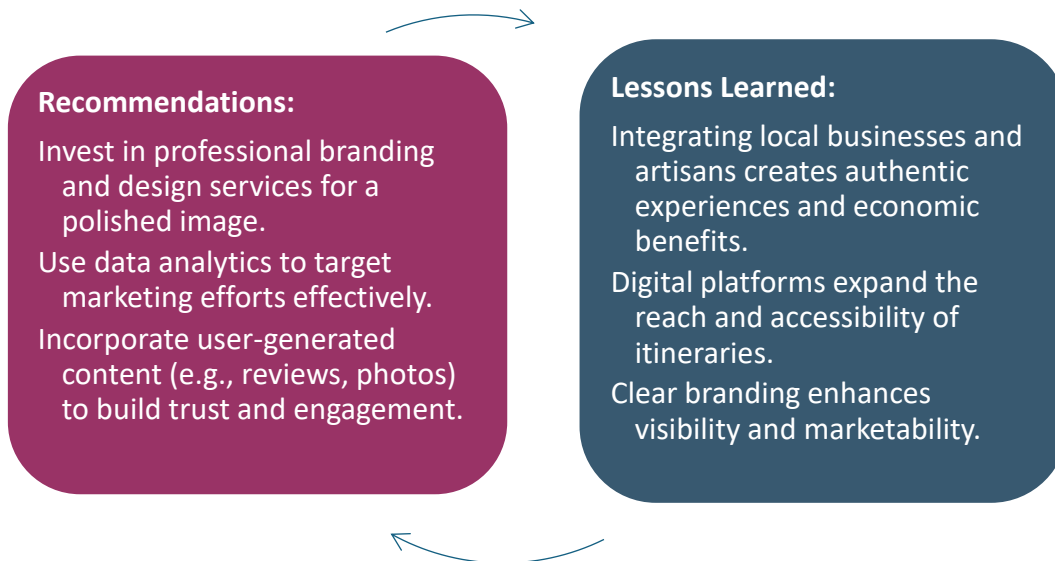 Recommendations:
Invest in professional branding
and design services for a
polished image.
Use data analytics to target
marketing efforts effectively.
Incorporate user-generated
content (e.g., reviews, photos)
to build trust and engagement.
Lessons Learned:
Integrating local businesses and
artisans creates authentic
experiences and economic
benefits.
Digital platforms expand the
reach and accessibility of
itineraries.
Clear branding enhances
visibility and marketability.